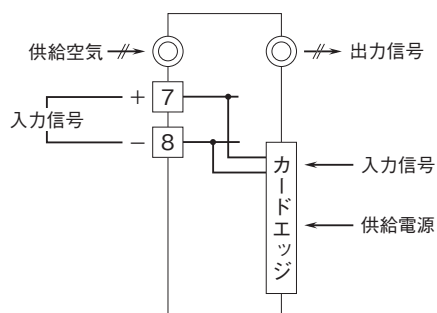 供給空気
出力信号
+ 7
入力信号
− 8
カードエッジ
入力信号
供給電源